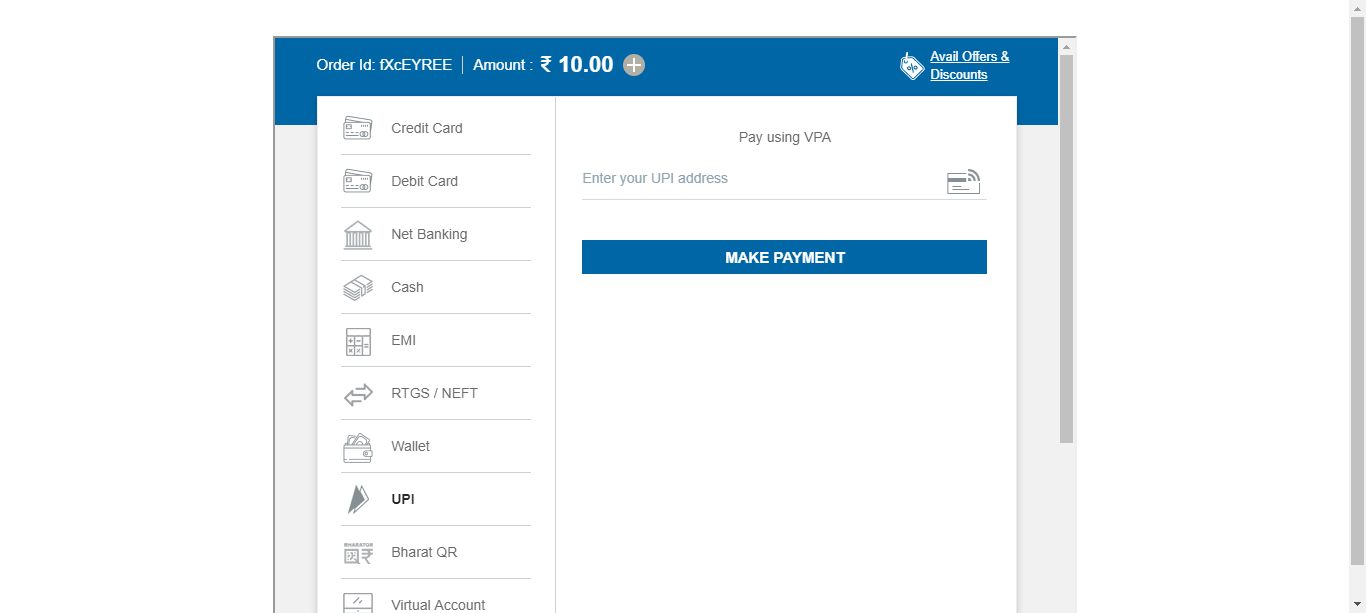 Order Id: fXcEYREE | Amount : ₹ 10.00
Avail Offers &
Discounts
Credit Card
Debit Card
Net Banking
Cash
EMI
RTGS / NEFT
Wallet
UPI
BHARATQR
Bharat QR
Virtual Account
Pay using VPA
Enter your UPI address
MAKE PAYMENT